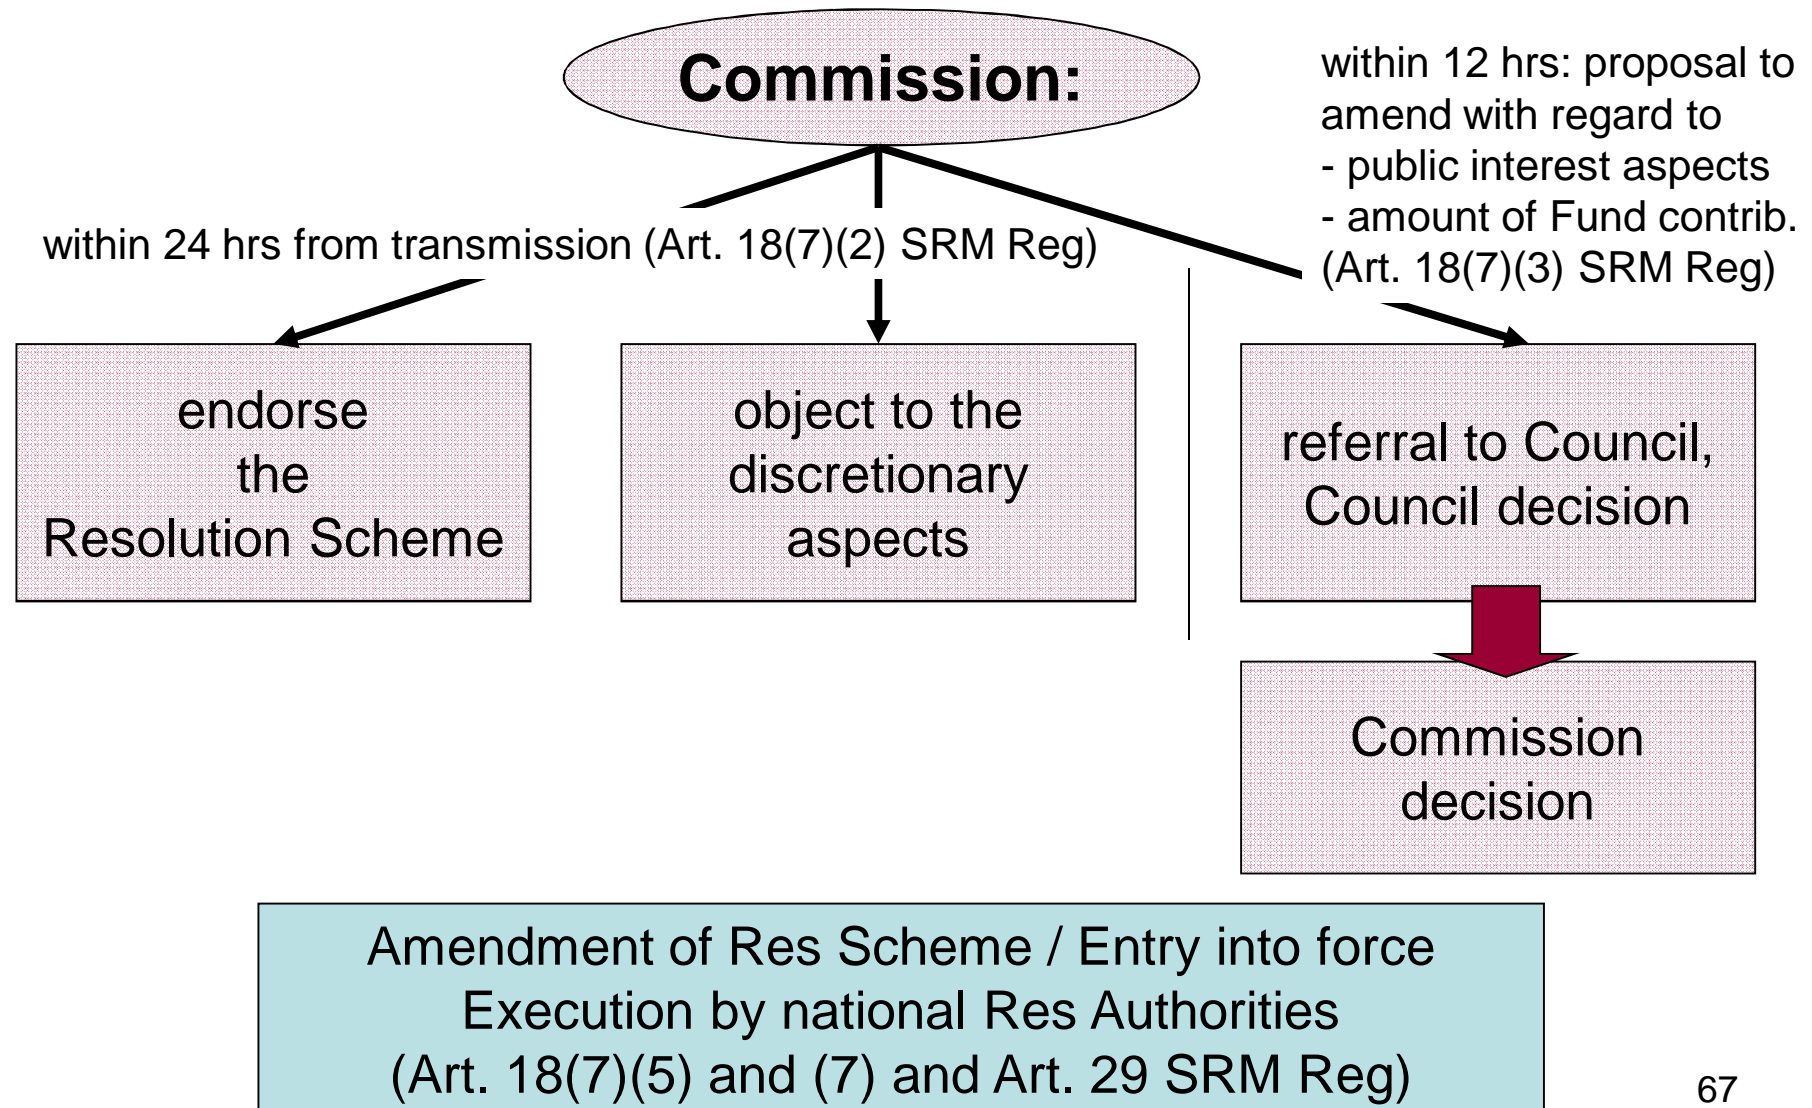 Commission:
within 12 hrs: proposal to
amend with regard to
- public interest aspects
- amount of Fund contrib.
(Art. 18(7)(3) SRM Reg)
within 24 hrs from transmission (Art. 18(7)(2) SRM Reg)
endorse
the
Resolution Scheme
object to the
discretionary
aspects
referral to Council,
Council decision
Commission
decision
Amendment of Res Scheme / Entry into force
Execution by national Res Authorities
(Art. 18(7)(5) and (7) and Art. 29 SRM Reg)
67